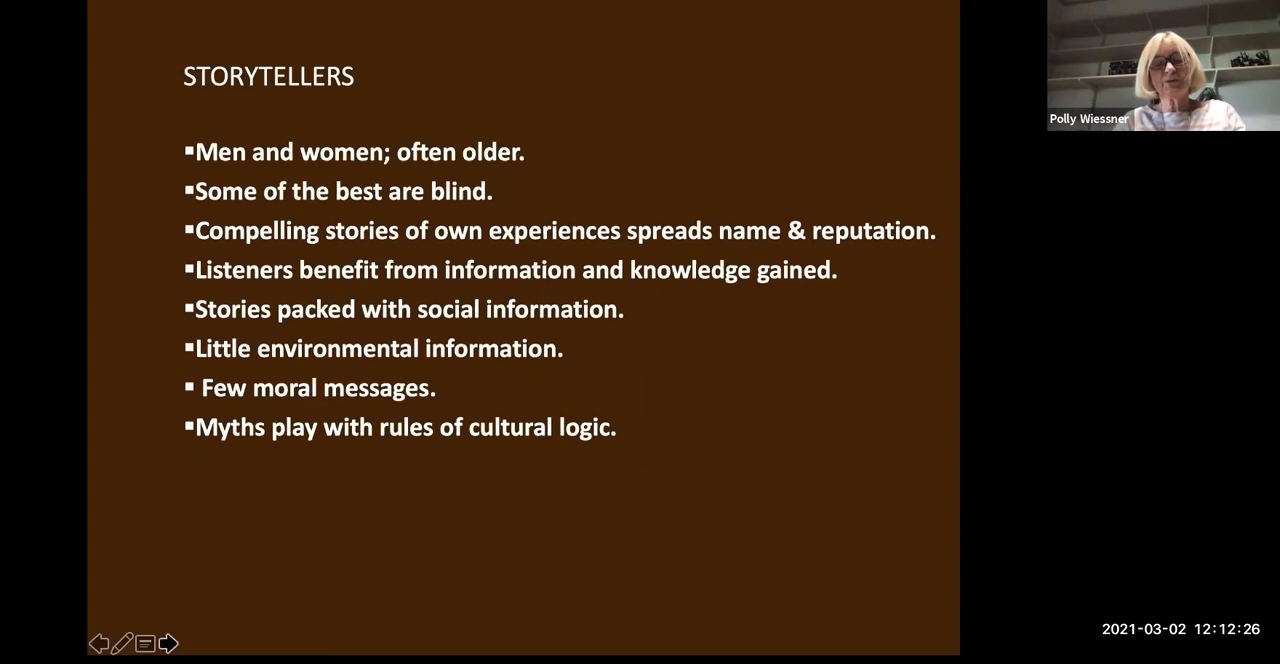 STORYTELLERS
▪Men and women; often older.
▪Some of the best are blind.
▪Compelling stories of own experiences spreads name & reputation.
▪Listeners benefit from information and knowledge gained.
▪Stories packed with social information.
▪Little environmental information.
▪ Few moral messages.
▪Myths play with rules of cultural logic.
Polly Wiessner
2021-03-02 12:12:26